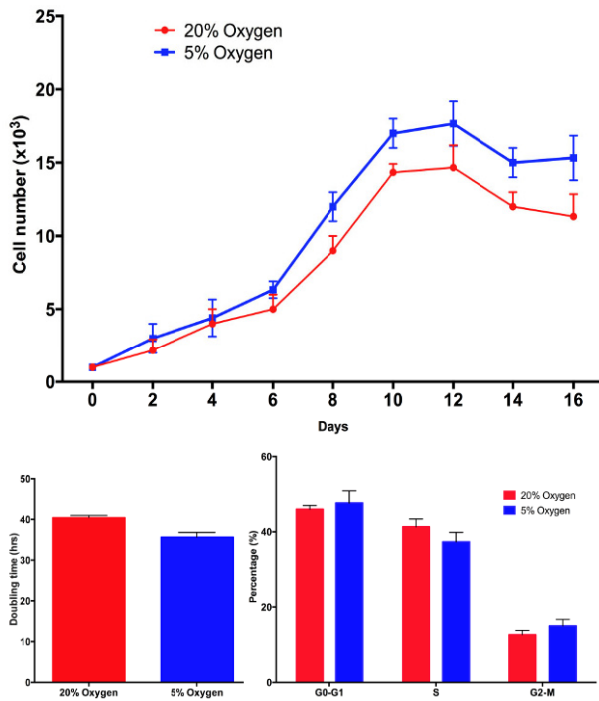 20% Oxygen
5% Oxygen
Cell number (x10³)
25
20
15
10
5
0
0 2 4 6 8 10 12 14 16
Days
Doubling time (hrs)
50
40
30
20
10
0
20% Oxygen 5% Oxygen
Percentage (%)
60
40
20
0
20% Oxygen
5% Oxygen
G0-G1 S G2-M